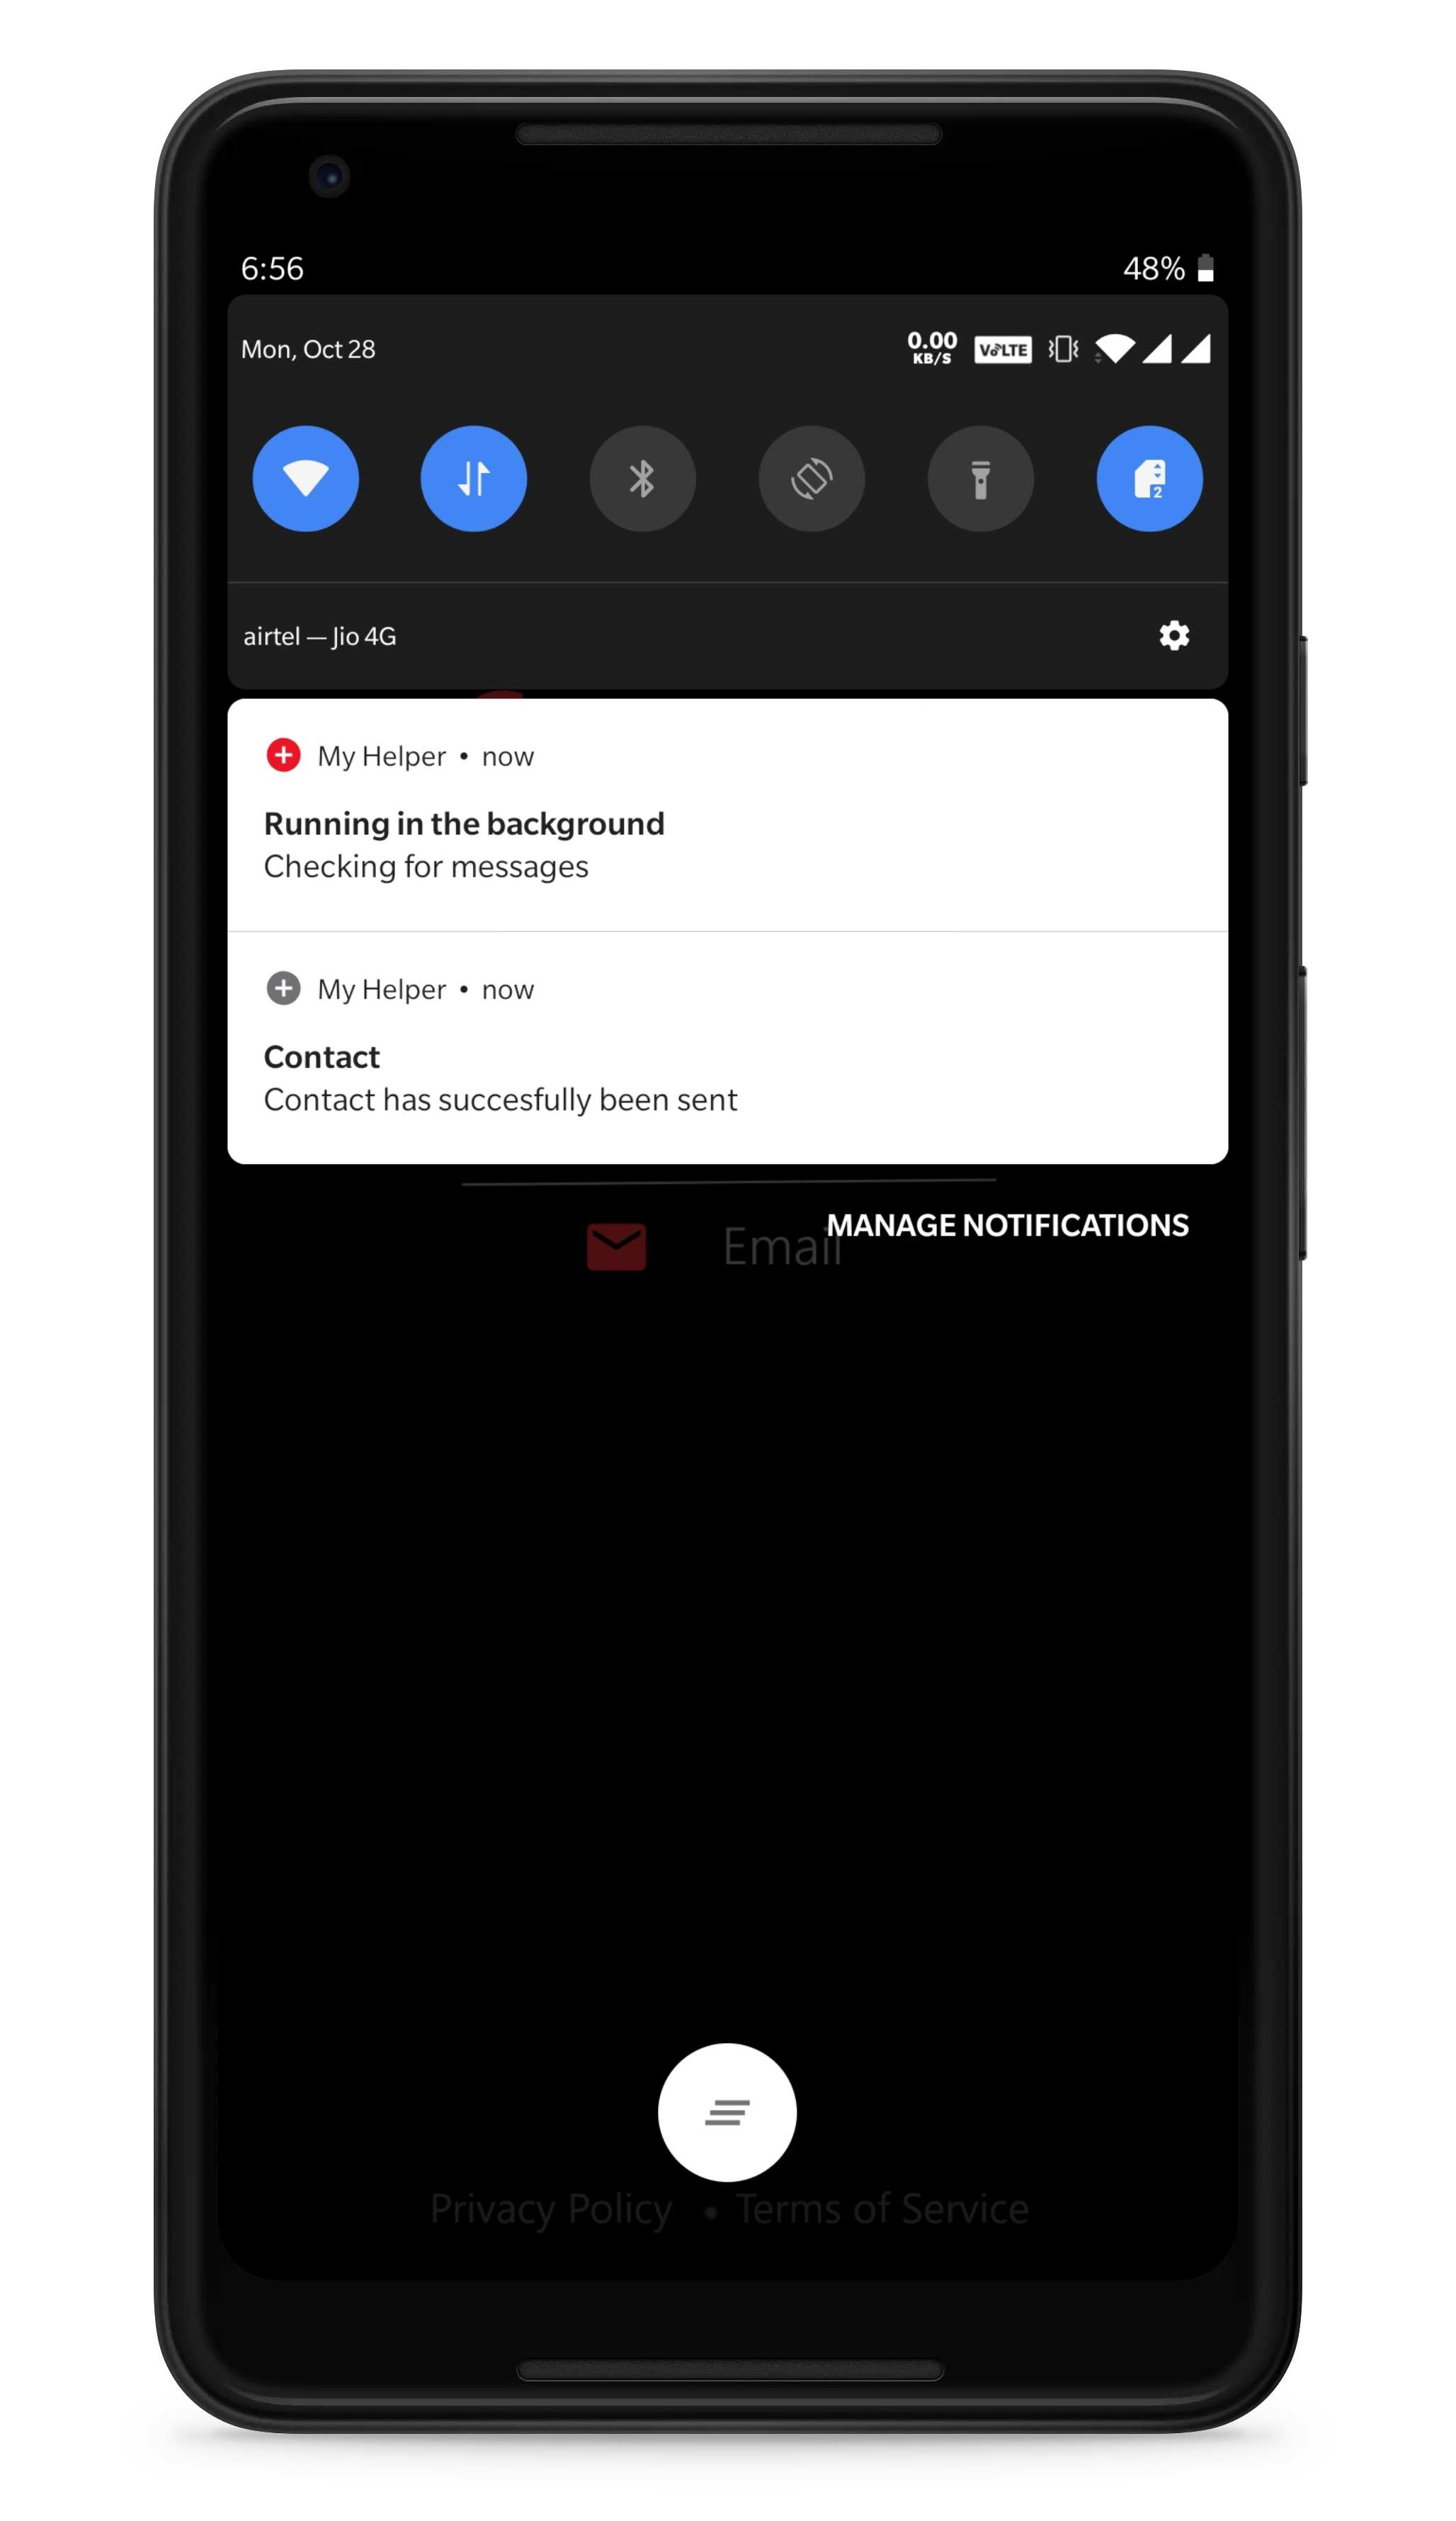 6:56 48%
Mon, Oct 28 0.00 KB/S VoLTE
2
airtel — Jio 4G
My Helper • now
Running in the background
Checking for messages
My Helper • now
Contact
Contact has succesfully been sent
MANAGE NOTIFICATIONS
Email
Privacy Policy • Terms of Service